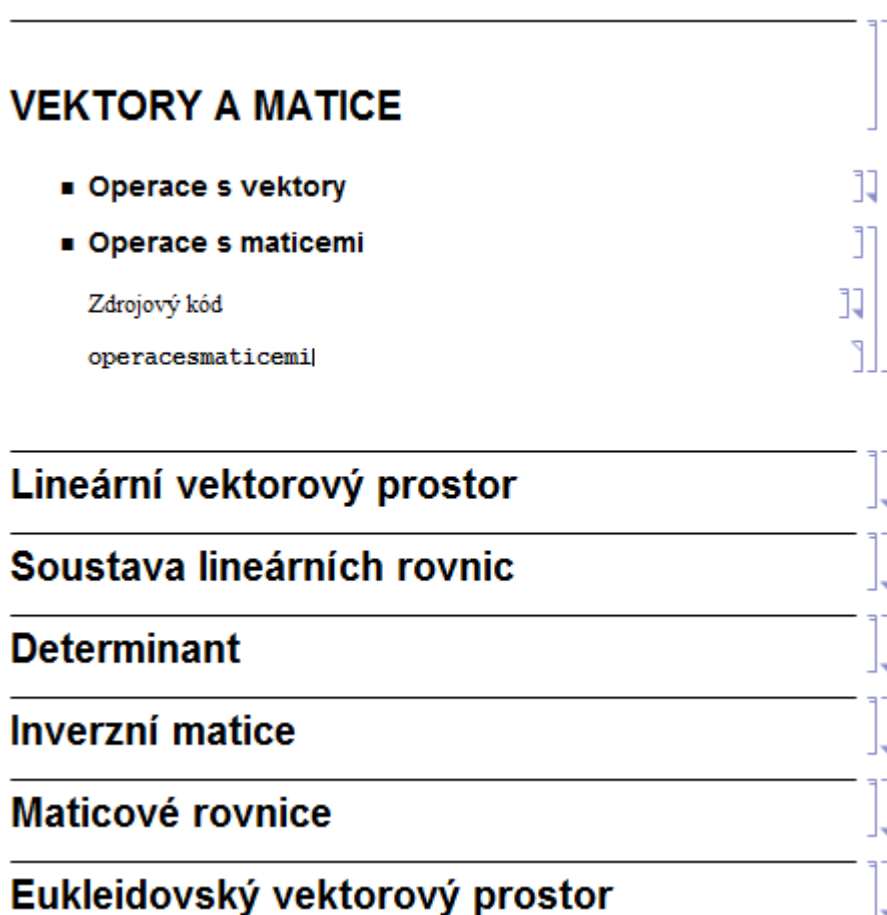 VEKTORY A MATICE
Operace s vektory
Operace s maticemi
Zdrojový kód
operacesmaticemi
Lineární vektorový prostor
Soustava lineárních rovnic
Determinant
Inverzní matice
Maticové rovnice
Eukleidovský vektorový prostor